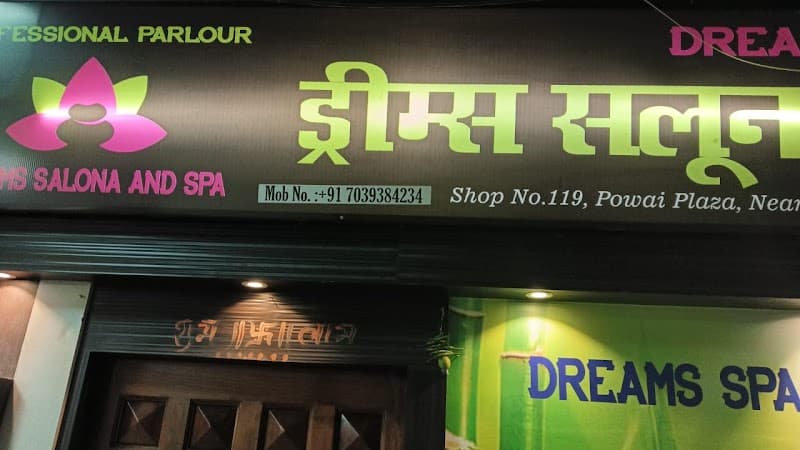 FESSIONAL PARLOUR
DREA
ड्रीम्स सलून
MS SALONA AND SPA
Mob No. :+91 7039384234
Shop No.119, Powai Plaza, Near
शुभ ॥卐॥ लाभ
DREAMS SPA